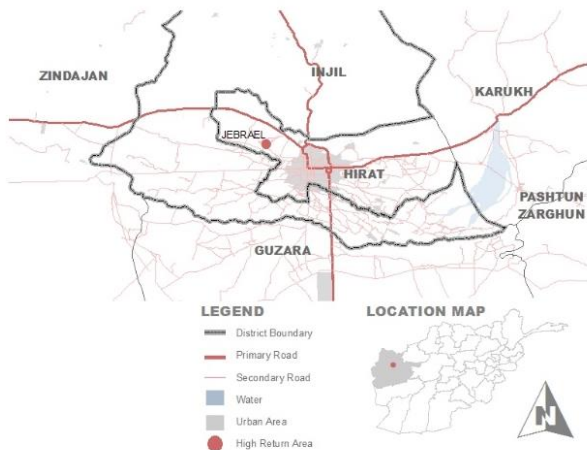 ZINDAJAN
INJIL
KARUKH
JEBRAEL
HIRAT
PASHTUN
ZARGHUN
GUZARA
LEGEND
District Boundary
Primary Road
Secondary Road
Water
Urban Area
High Return Area
LOCATION MAP
N